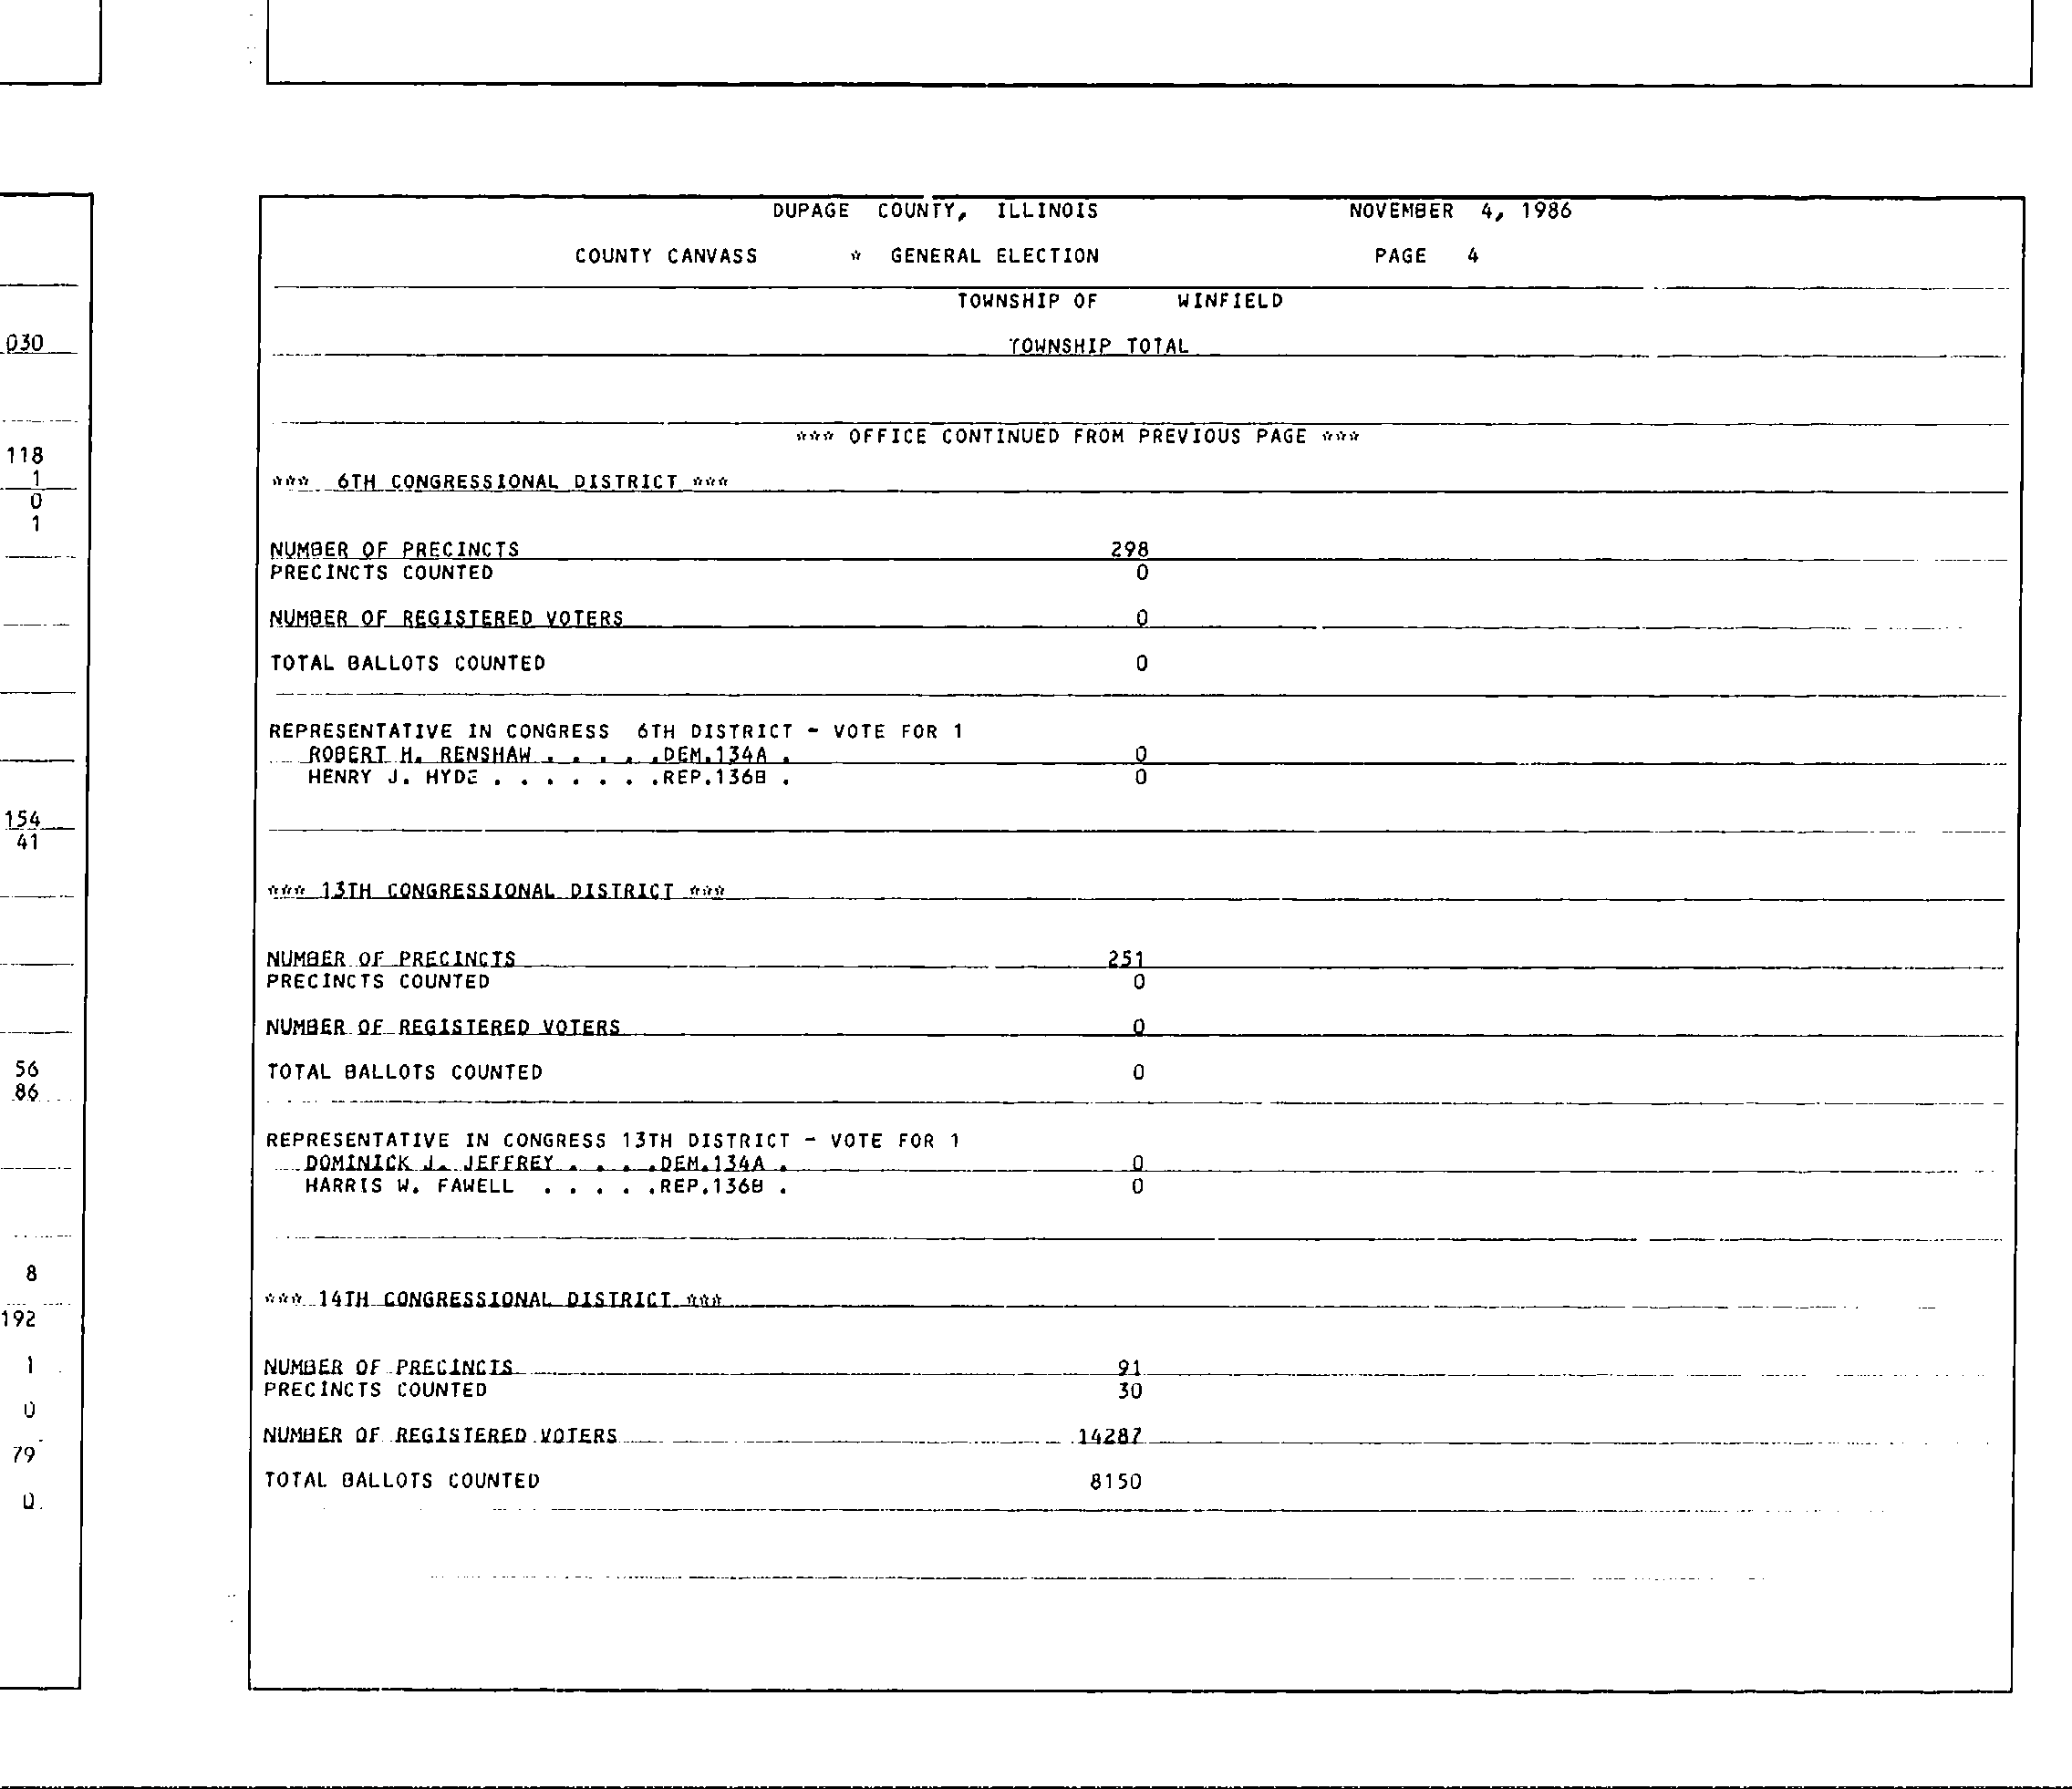 030
118
1
0
1
154
41
56
86
8
192
1
0
79
0
DUPAGE COUNTY, ILLINOIS NOVEMBER 4, 1986
COUNTY CANVASS * GENERAL ELECTION PAGE 4
TOWNSHIP OF WINFIELD
TOWNSHIP TOTAL
*** OFFICE CONTINUED FROM PREVIOUS PAGE ***
*** 6TH CONGRESSIONAL DISTRICT ***
NUMBER OF PRECINCTS 298
PRECINCTS COUNTED 0
NUMBER OF REGISTERED VOTERS 0
TOTAL BALLOTS COUNTED 0
REPRESENTATIVE IN CONGRESS 6TH DISTRICT - VOTE FOR 1
ROBERT H. RENSHAW . . . . .DEM.134A . 0
HENRY J. HYDE . . . . . . .REP.136B . 0
*** 13TH CONGRESSIONAL DISTRICT ***
NUMBER OF PRECINCTS 251
PRECINCTS COUNTED 0
NUMBER OF REGISTERED VOTERS 0
TOTAL BALLOTS COUNTED 0
REPRESENTATIVE IN CONGRESS 13TH DISTRICT - VOTE FOR 1
DOMINICK J. JEFFREY . . . .DEM.134A . 0
HARRIS W. FAWELL . . . . .REP.136B . 0
*** 14TH CONGRESSIONAL DISTRICT ***
NUMBER OF PRECINCTS 91
PRECINCTS COUNTED 30
NUMBER OF REGISTERED VOTERS 14287
TOTAL BALLOTS COUNTED 8150